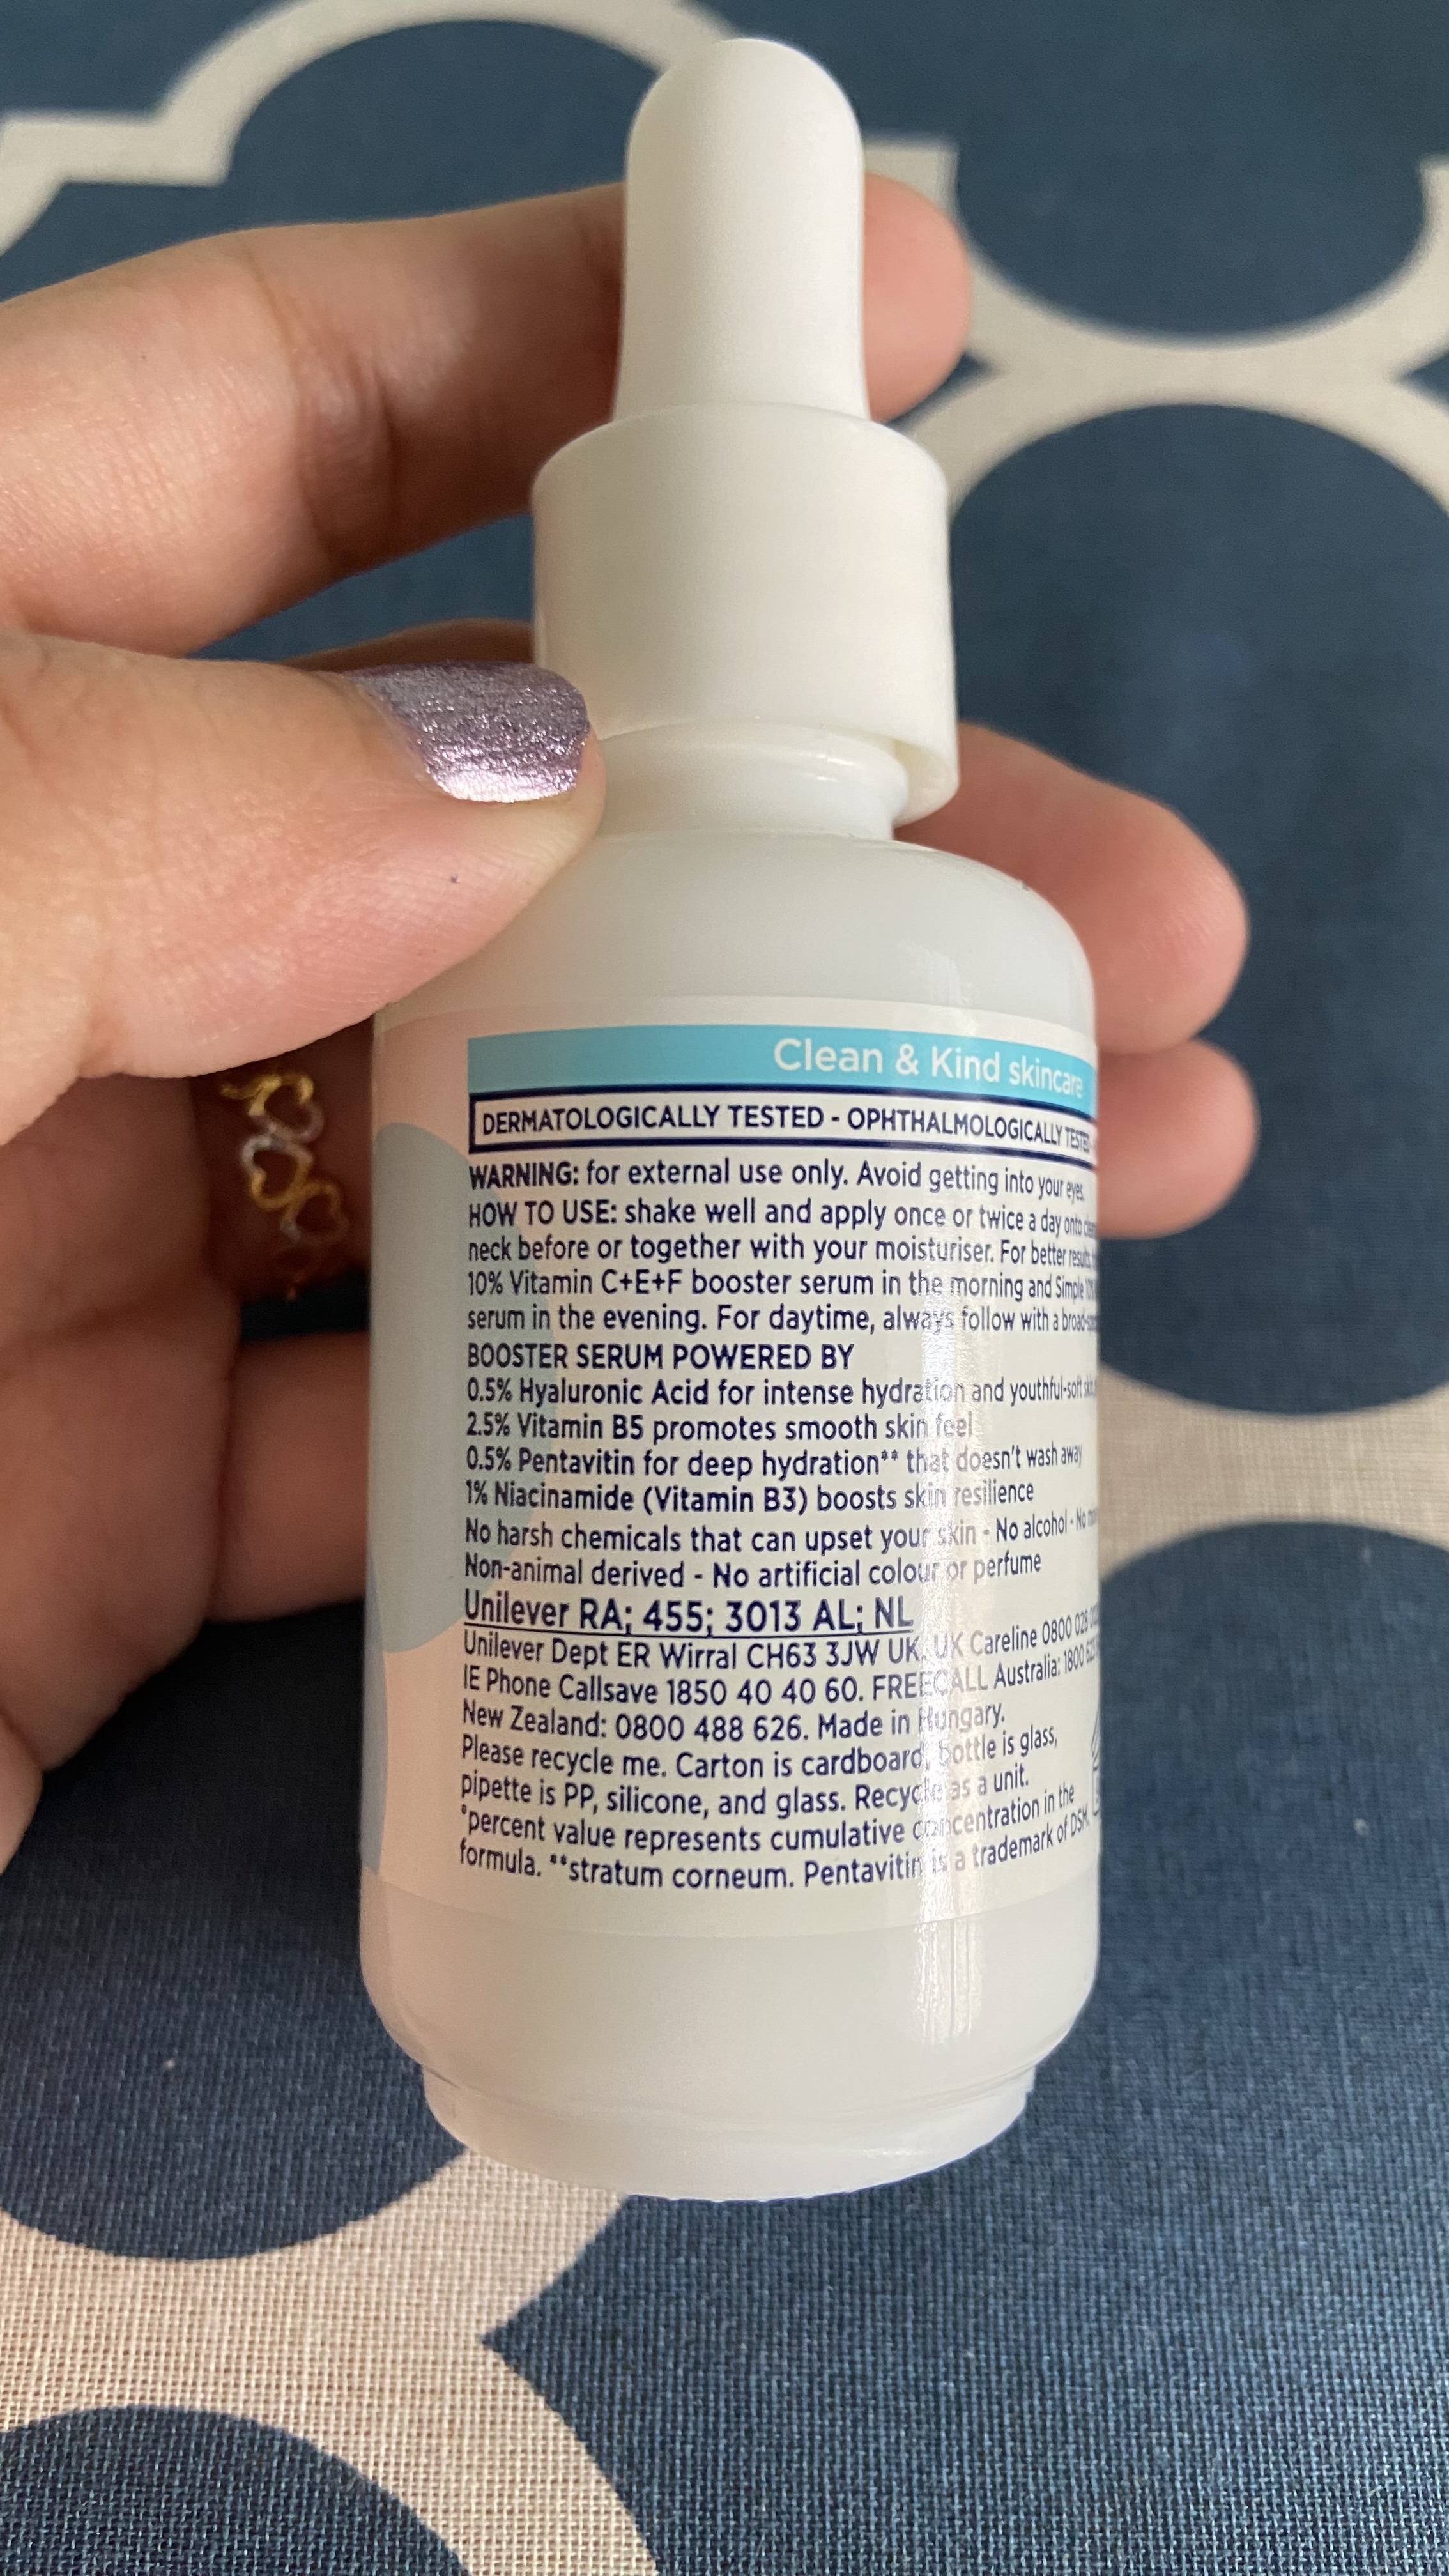 Clean & Kind skincare
DERMATOLOGICALLY TESTED - OPHTHALMOLOGICALLY TESTED
WARNING: for external use only. Avoid getting into your eyes.
HOW TO USE: shake well and apply once or twice a day onto
neck before or together with your moisturiser. For better results,
10% Vitamin C+E+F booster serum in the morning and Simple
serum in the evening. For daytime, always follow with a
BOOSTER SERUM POWERED BY
0.5% Hyaluronic Acid for intense hydration and youthful-soft
2.5% Vitamin B5 promotes smooth skin feel
0.5% Pentavitin for deep hydration** that doesn't wash away
1% Niacinamide (Vitamin B3) boosts skin resilience
No harsh chemicals that can upset your skin - No alcohol - No
Non-animal derived - No artificial colour or perfume
Unilever RA; 455; 3013 AL; NL
Unilever Dept ER Wirral CH63 3JW UK. UK Careline 0800 028
IE Phone Callsave 1850 40 40 60. FREECALL Australia: 1800
New Zealand: 0800 488 626. Made in Hungary.
Please recycle me. Carton is cardboard, bottle is glass,
pipette is PP, silicone, and glass. Recycle as a unit.
*percent value represents cumulative concentration in the
formula. **stratum corneum. Pentavitin is a trademark of DSM.